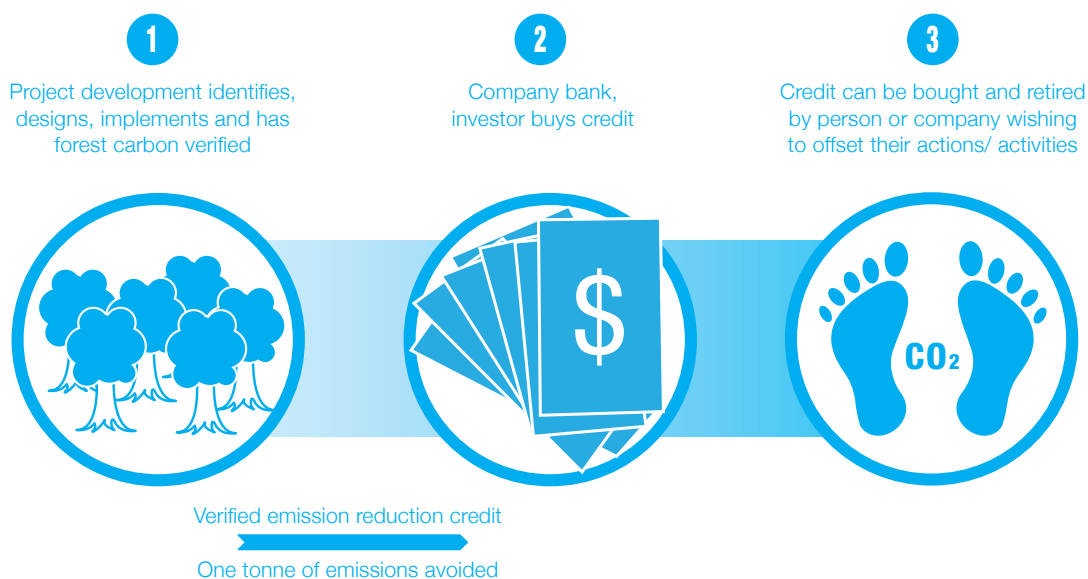 1
Project development identifies,
designs, implements and has
forest carbon verified
2
Company bank,
investor buys credit
3
Credit can be bought and retired
by person or company wishing
to offset their actions/ activities
$
CO₂
Verified emission reduction credit
One tonne of emissions avoided